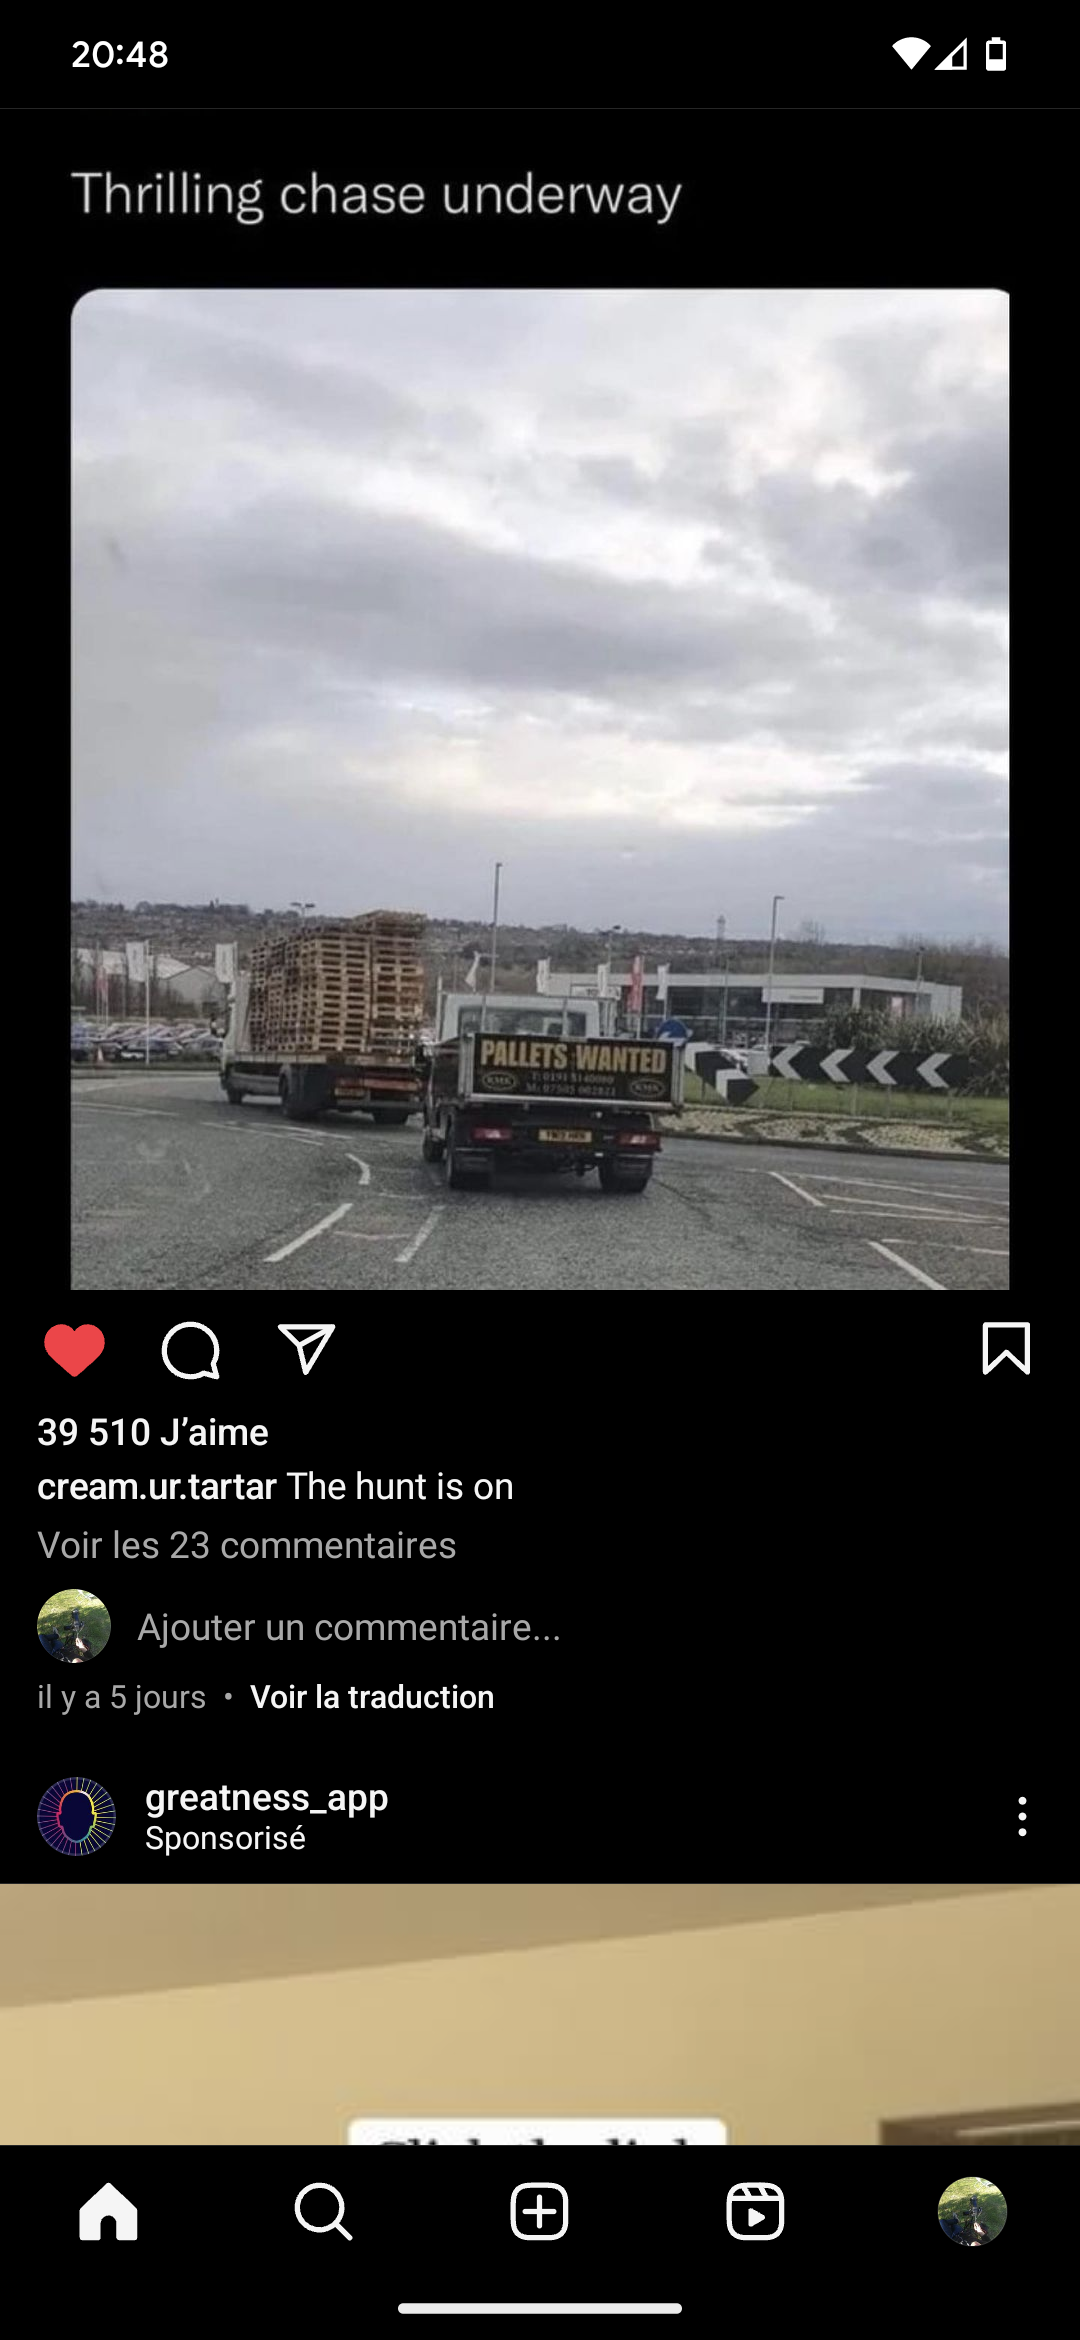 20:48
Thrilling chase underway
PALLETS WANTED
39 510 J’aime
cream.ur.tartar The hunt is on
Voir les 23 commentaires
Ajouter un commentaire...
il y a 5 jours • Voir la traduction
greatness_app
Sponsorisé